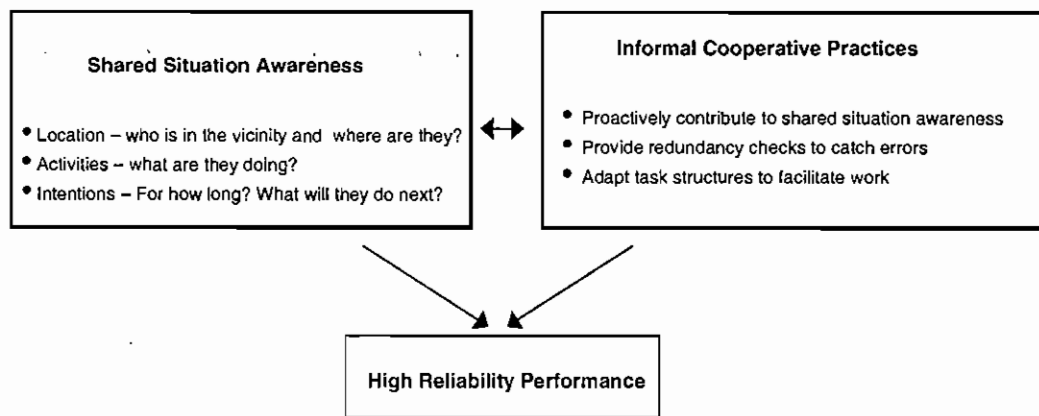 Shared Situation Awareness
• Location – who is in the vicinity and where are they?
• Activities – what are they doing?
• Intentions – For how long? What will they do next?
Informal Cooperative Practices
• Proactively contribute to shared situation awareness
• Provide redundancy checks to catch errors
• Adapt task structures to facilitate work
High Reliability Performance